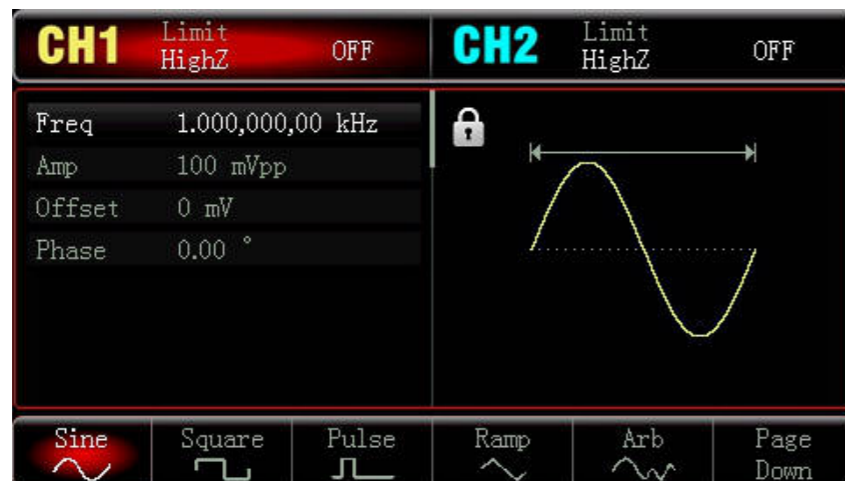 CH1 Limit HighZ OFF
CH2 Limit HighZ OFF
Freq 1.000,000,00 kHz
Amp 100 mVpp
Offset 0 mV
Phase 0.00 °
Sine Square Pulse Ramp Arb Page Down